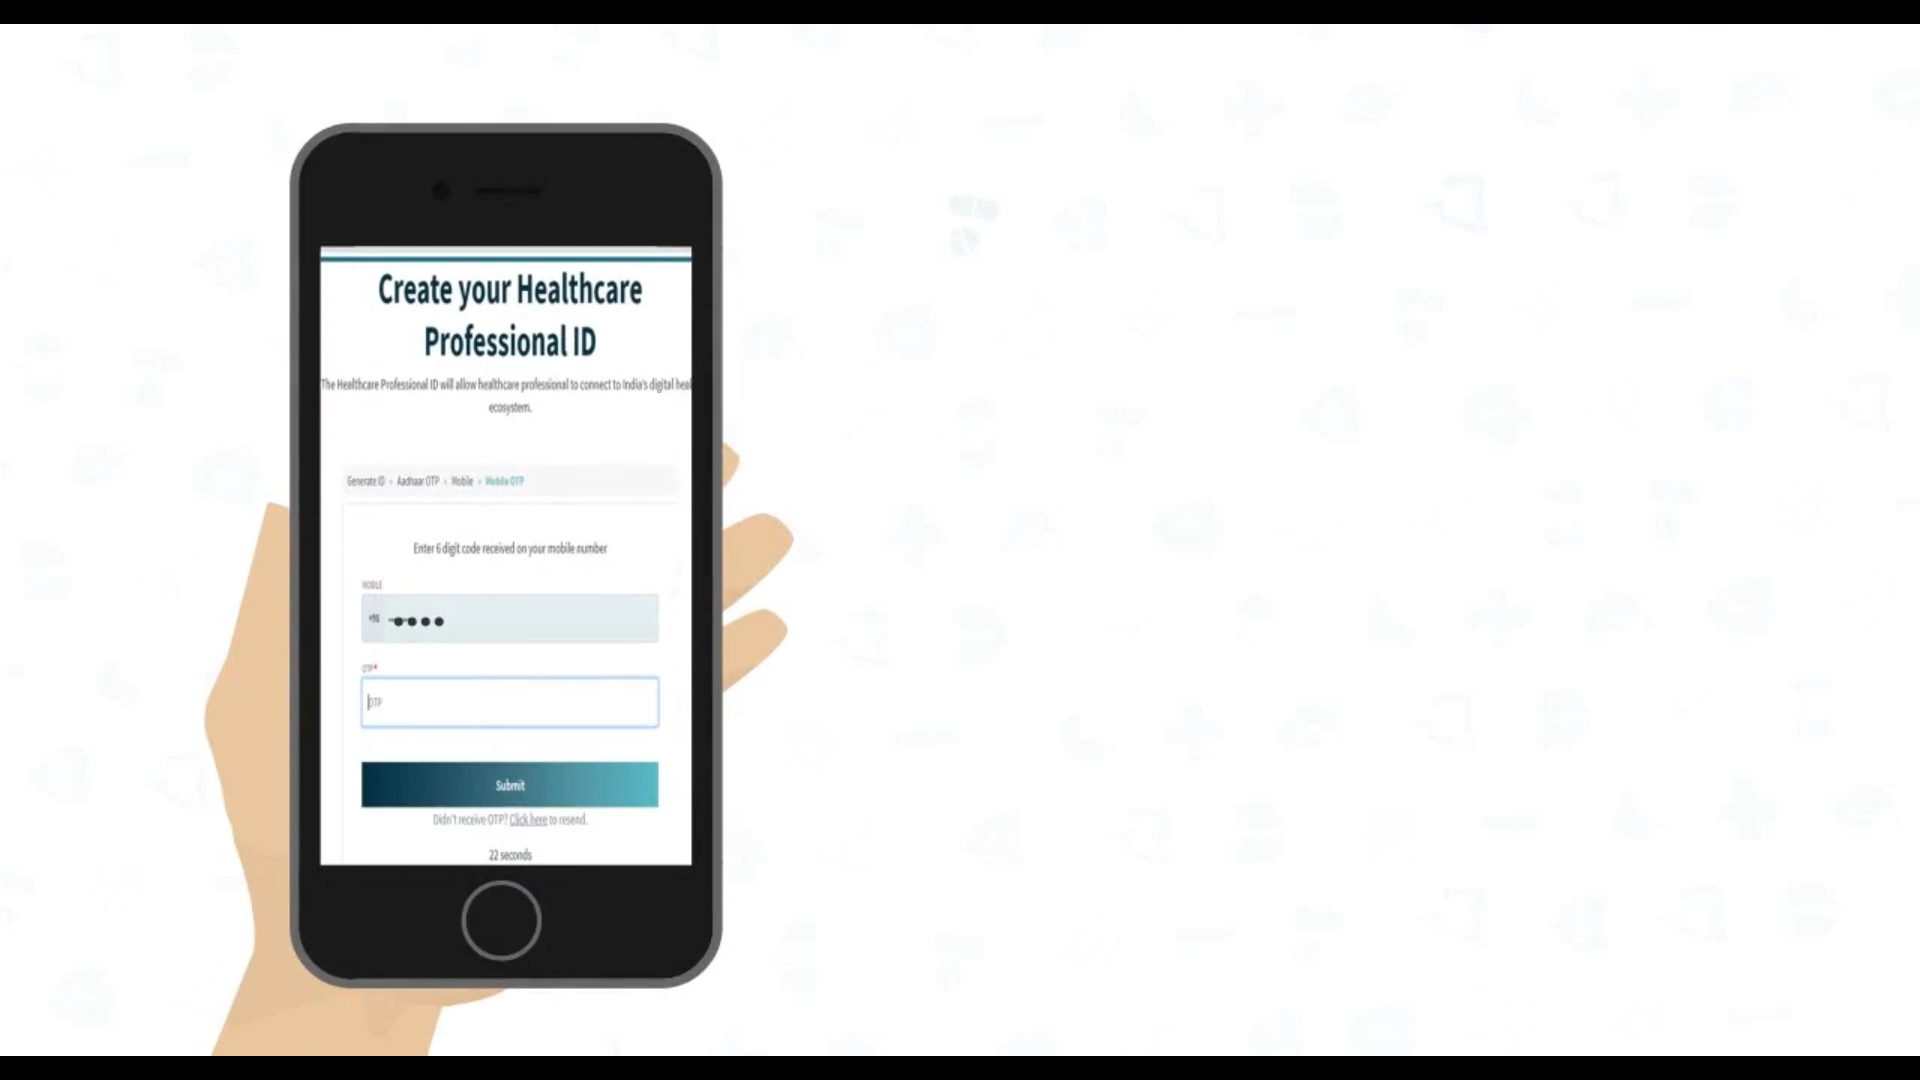 Create your Healthcare
Professional ID
The Healthcare Professional ID will allow healthcare professional to connect to India's digital heal
ecosystem.
Generate ID › Aadhaar OTP › Mobile › Mobile OTP
Enter 6 digit code received on your mobile number
MOBILE
+91
OTP*
OTP
Submit
Didn't receive OTP? Click here to resend.
22 seconds